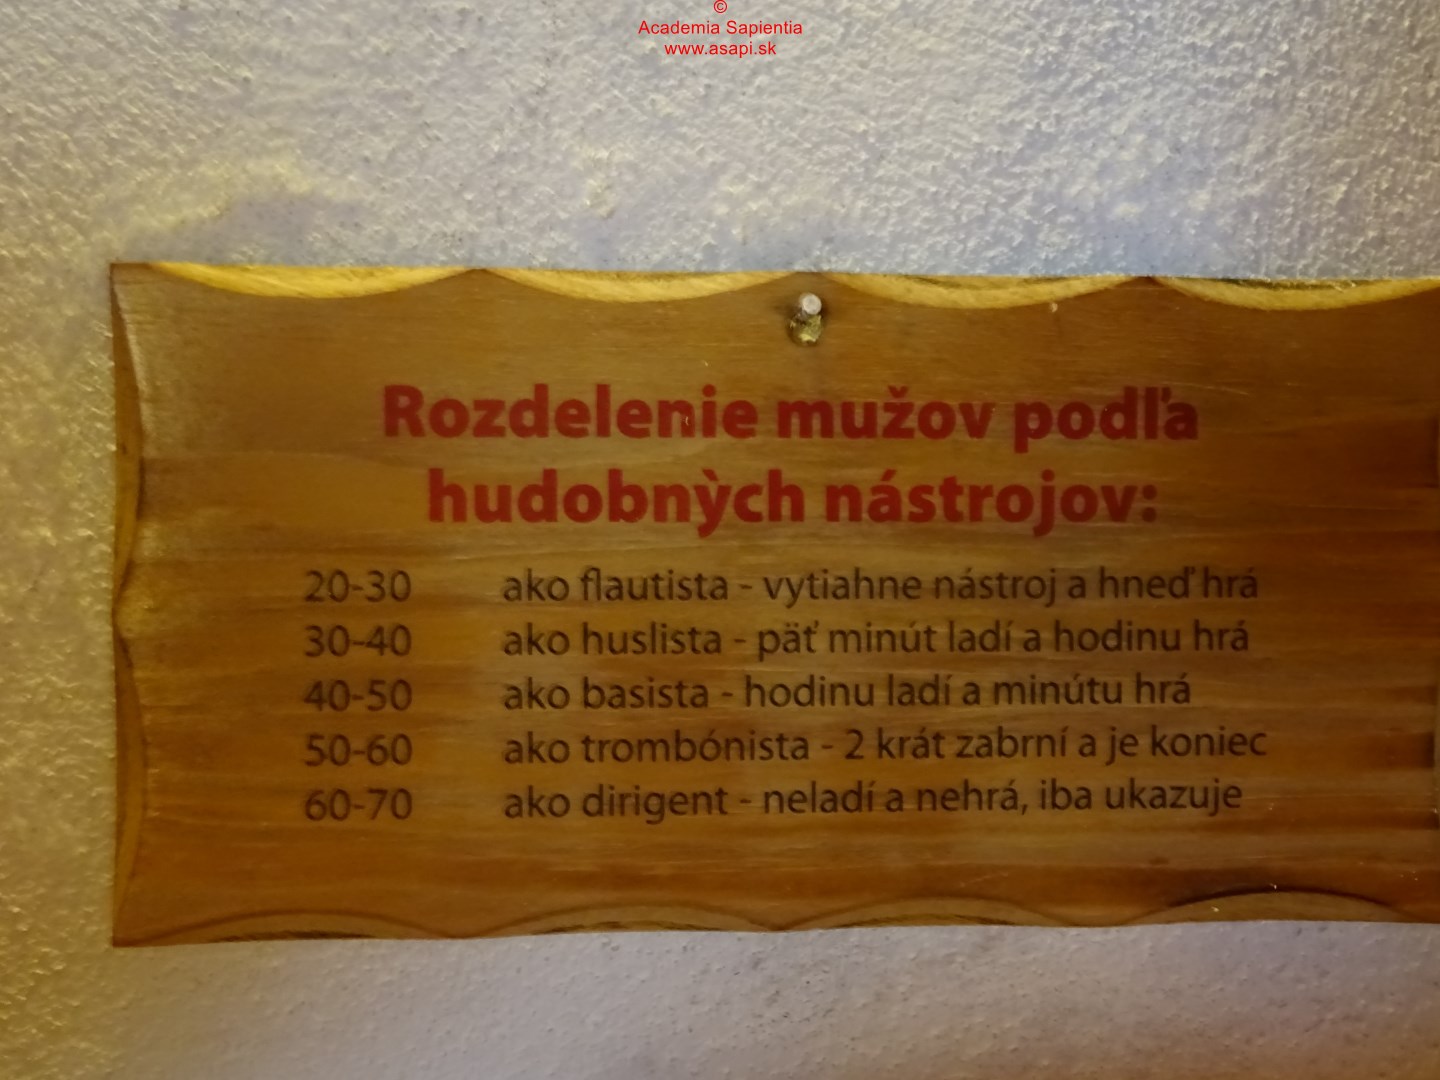 ©
Academia Sapientia
www.asapi.sk
Rozdelenie mužov podľa
hudobnỳch nástrojov:
20-30 ako flautista - vytiahne nástroj a hneď hrá
30-40 ako huslista - päť minút ladí a hodinu hrá
40-50 ako basista - hodinu ladí a minútu hrá
50-60 ako trombónista - 2 krát zabrní a je koniec
60-70 ako dirigent - neladí a nehrá, iba ukazuje